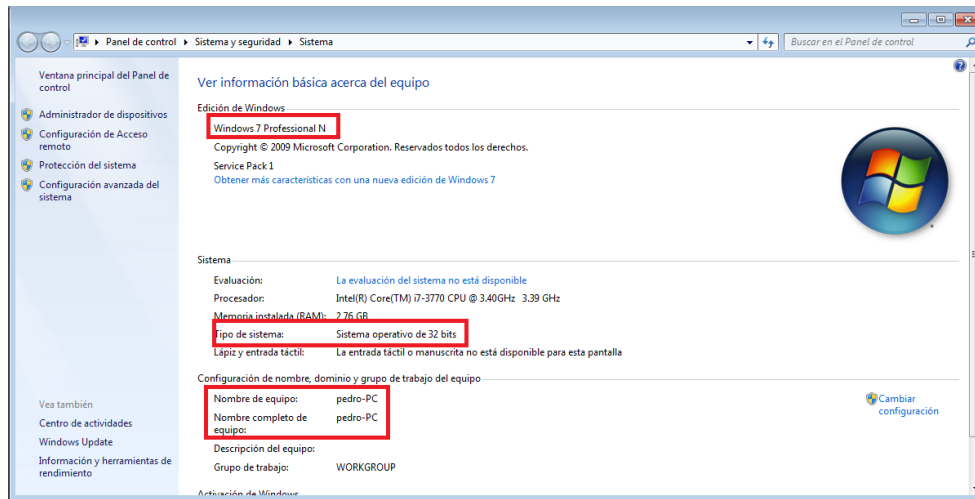 Panel de control ▸ Sistema y seguridad ▸ Sistema
Buscar en el Panel de control
Ventana principal del Panel de
control
Administrador de dispositivos
Configuración de Acceso
remoto
Protección del sistema
Configuración avanzada del
sistema
Vea también
Centro de actividades
Windows Update
Información y herramientas de
rendimiento
Ver información básica acerca del equipo
Edición de Windows
Windows 7 Professional N
Copyright © 2009 Microsoft Corporation. Reservados todos los derechos.
Service Pack 1
Obtener más características con una nueva edición de Windows 7
Sistema
Evaluación: La evaluación del sistema no está disponible
Procesador: Intel(R) Core(TM) i7-3770 CPU @ 3.40GHz 3.39 GHz
Memoria instalada (RAM): 2.76 GB
Tipo de sistema: Sistema operativo de 32 bits
Lápiz y entrada táctil: La entrada táctil o manuscrita no está disponible para esta pantalla
Configuración de nombre, dominio y grupo de trabajo del equipo
Nombre de equipo: pedro-PC
Nombre completo de pedro-PC
equipo:
Descripción del equipo:
Grupo de trabajo: WORKGROUP
Cambiar
configuración
Activación de Windows